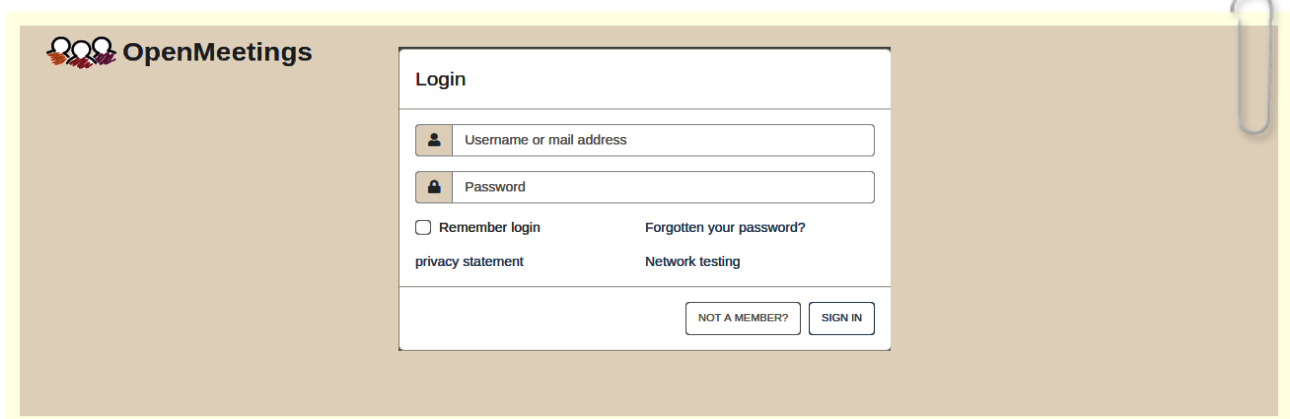 OpenMeetings
Login
Username or mail address
Password
Remember login
Forgotten your password?
privacy statement
Network testing
NOT A MEMBER?
SIGN IN